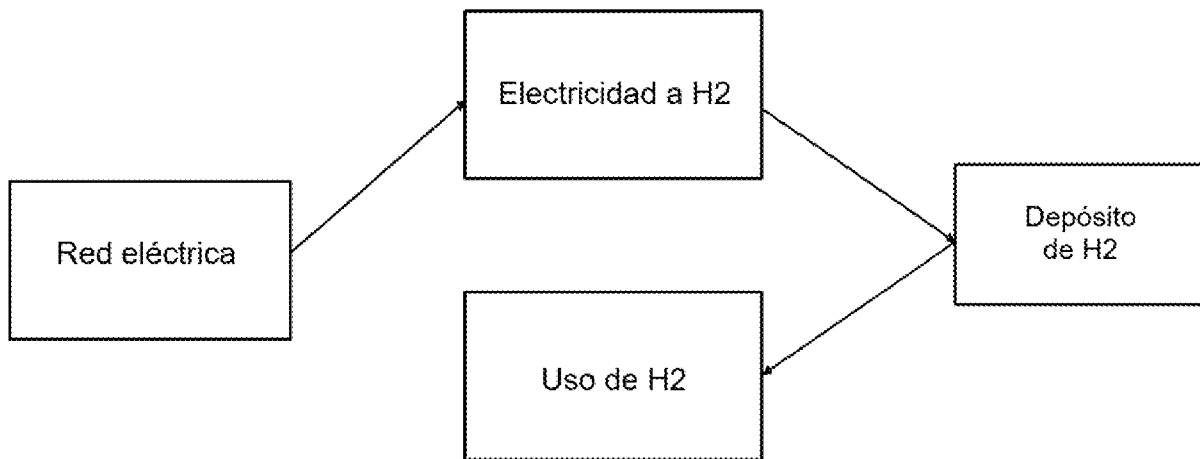 Electricidad a H2
Red eléctrica
Depósito
de H2
Uso de H2